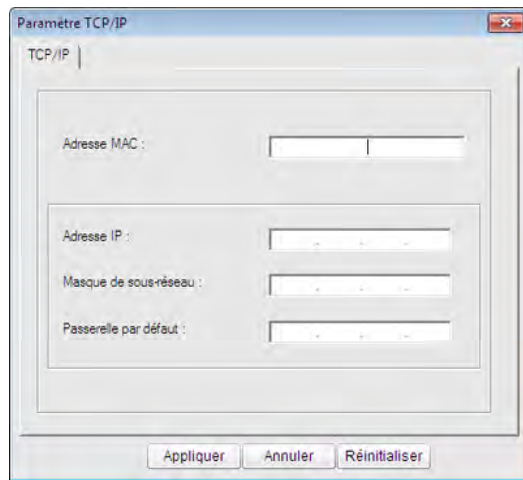 Paramètre TCP/IP
TCP/IP
Adresse MAC :
Adresse IP :
Masque de sous-réseau :
Passerelle par défaut :
Appliquer Annuler Réinitialiser